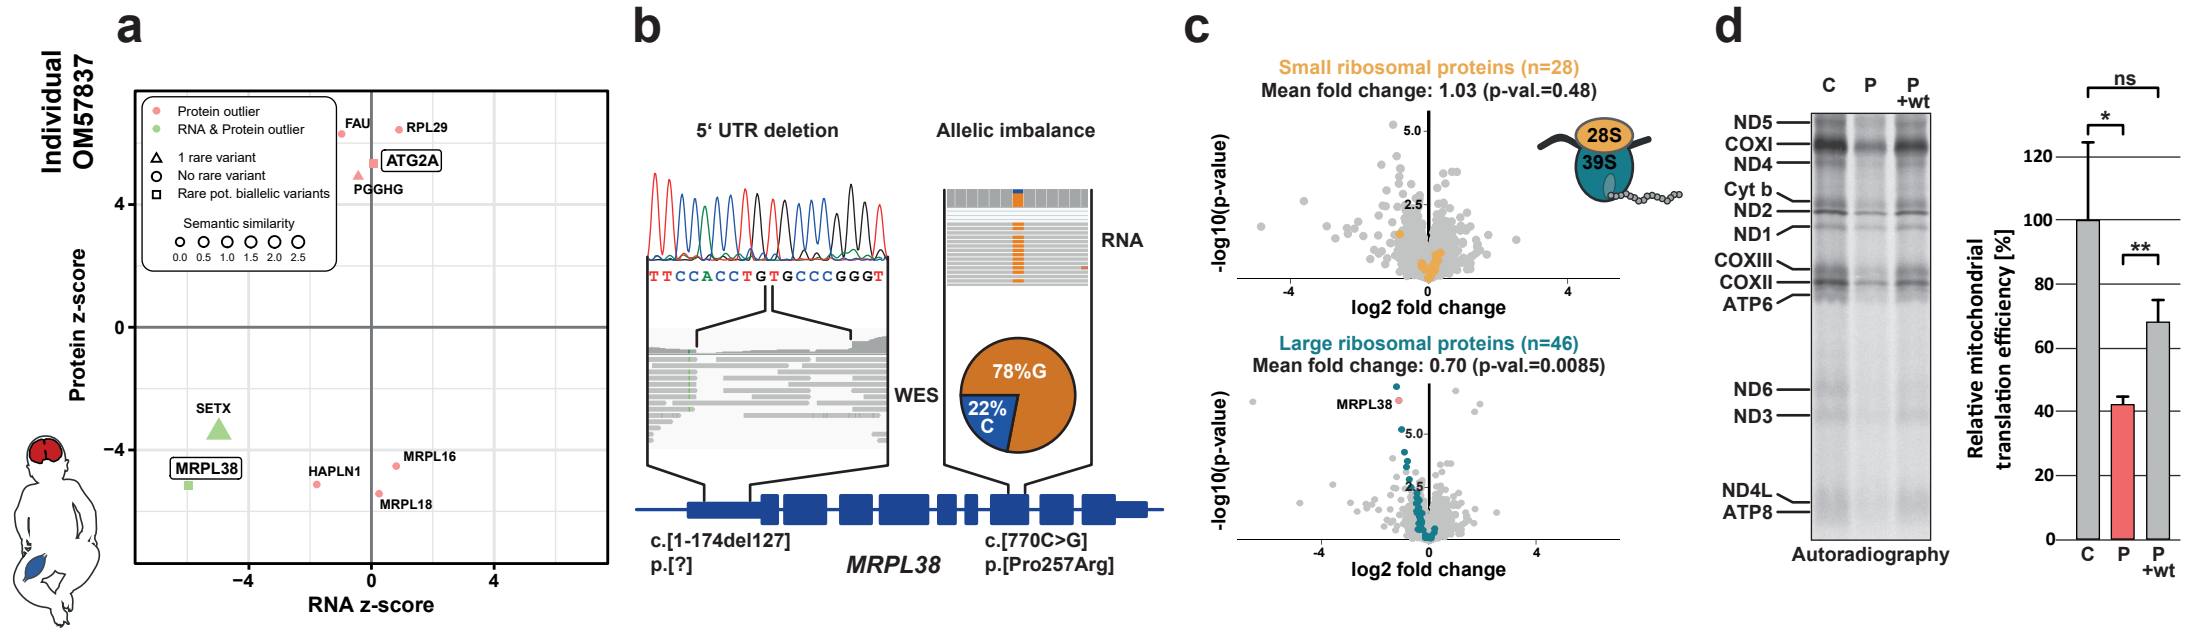 Individual
OM57837
a
Protein outlier
RNA & Protein outlier
1 rare variant
No rare variant
Rare pot. biallelic variants
Semantic similarity
0.0 0.5 1.0 1.5 2.0 2.5
FAU
RPL29
ATG2A
PGGHG
SETX
MRPL38
HAPLN1
MRPL16
MRPL18
4
0
−4
−4 0 4
Protein z-score
RNA z-score
b
5‘ UTR deletion
Allelic imbalance
TTCCACCTGTGCCCGGGT
RNA
WES
78%G
22%
C
c.[1-174del127]
p.[?]
MRPL38
c.[770C>G]
p.[Pro257Arg]
c
Small ribosomal proteins (n=28)
Mean fold change: 1.03 (p-val.=0.48)
28S
39S
-log10(p-value)
5.0
2.5
-4 0 4
log2 fold change
Large ribosomal proteins (n=46)
Mean fold change: 0.70 (p-val.=0.0085)
MRPL38
-log10(p-value)
5.0
2.5
-4 0 4
log2 fold change
d
C P P
+wt
ND5
COXI
ND4
Cyt b
ND2
ND1
COXIII
COXII
ATP6
ND6
ND3
ND4L
ATP8
Autoradiography
Relative mitochondrial
translation efficiency [%]
ns
*
**
120
100
80
60
40
20
0
C P P
+wt